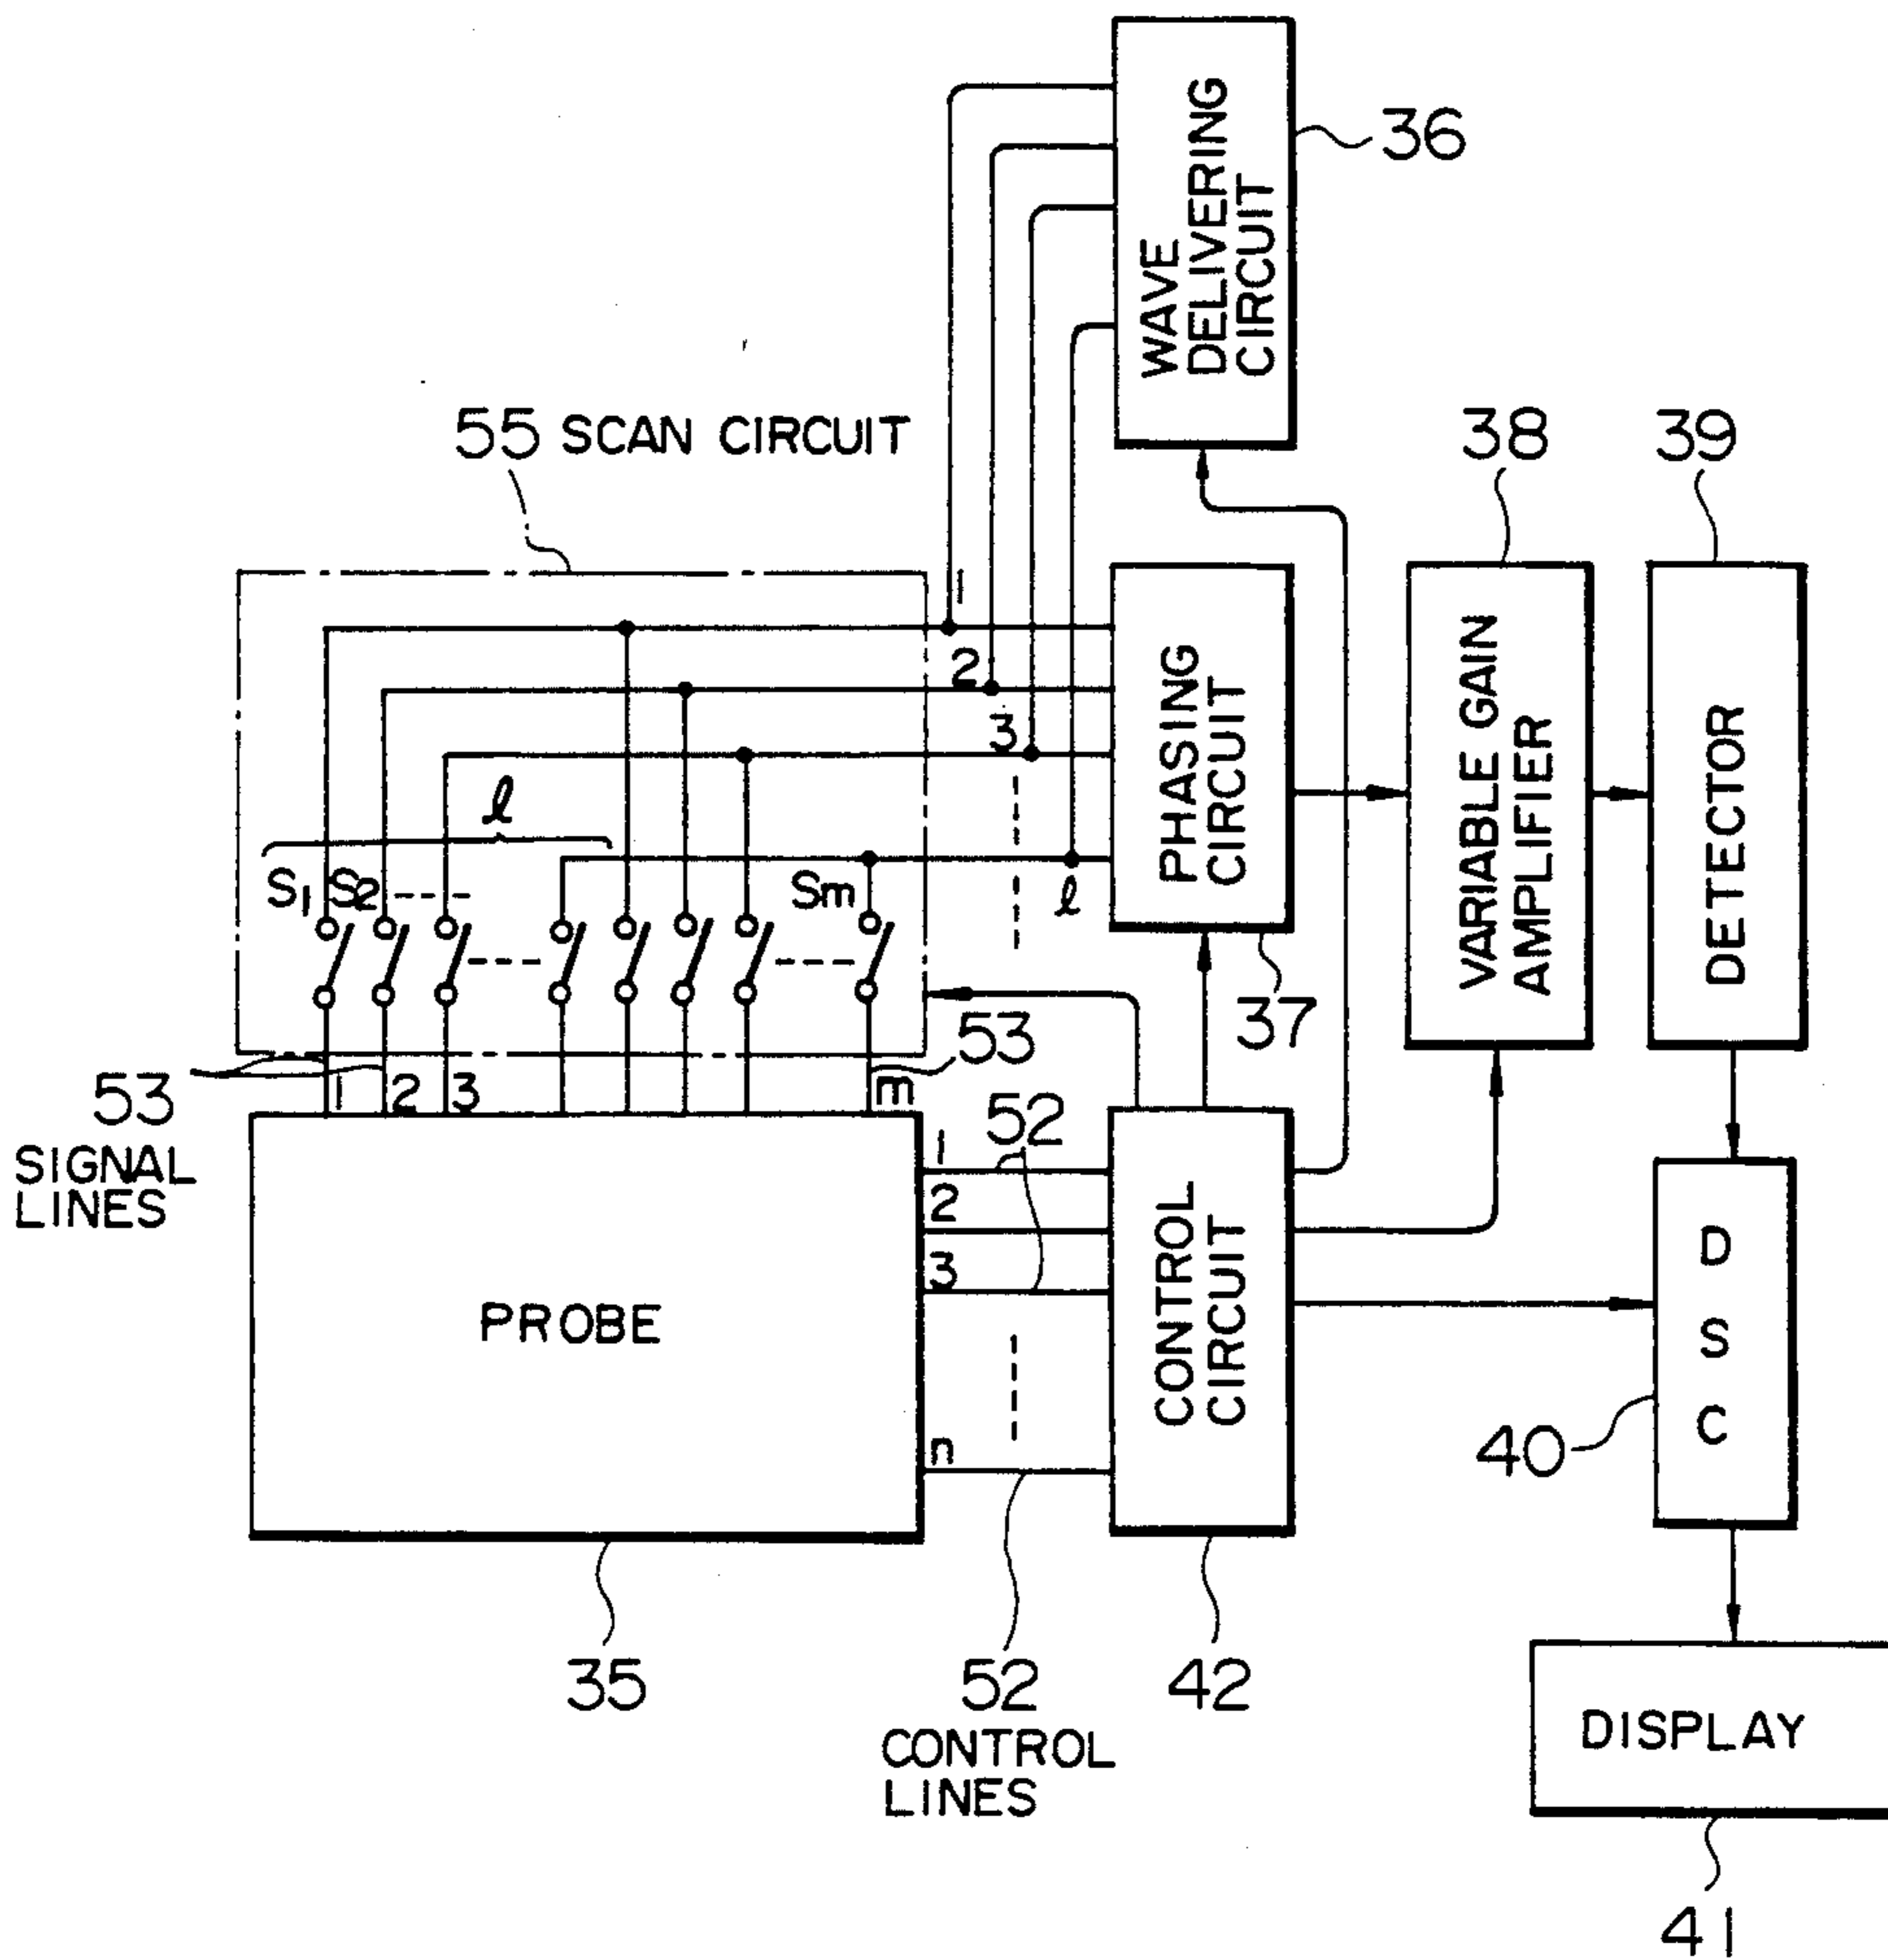 WAVE
DELIVERING
CIRCUIT
36
55 SCAN CIRCUIT
38
39
1
2
3
l
l
S1 S2 ----
Sm
PHASING
CIRCUIT
37
VARIABLE GAIN
AMPLIFIER
DETECTOR
53
SIGNAL
LINES
1
2
3
m
53
52
1
2
3
n
PROBE
CONTROL
CIRCUIT
D
S
C
40
35
52
CONTROL
LINES
42
DISPLAY
41